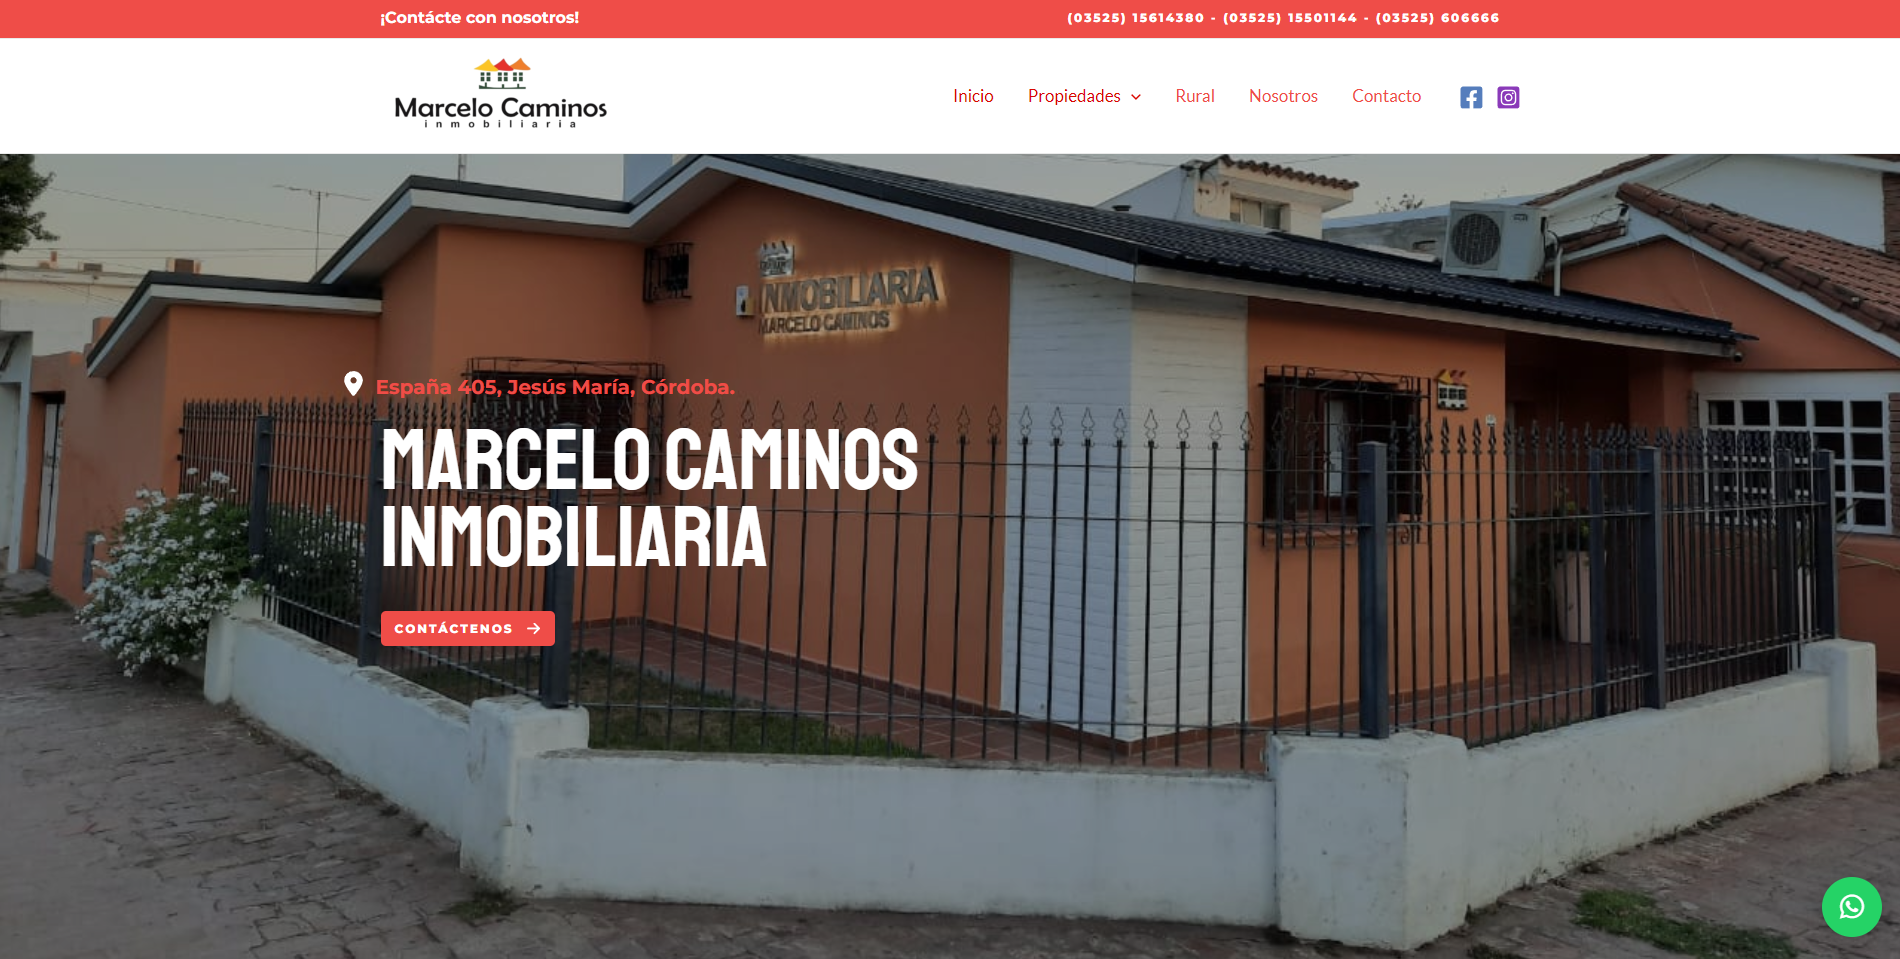 ¡Contácte con nosotros!
(03525) 15614380 - (03525) 15501144 - (03525) 606666
Marcelo Caminos
inmobiliaria
Inicio
Propiedades
Rural
Nosotros
Contacto
INMOBILIARIA
MARCELO CAMINOS
España 405, Jesús María, Córdoba.
MARCELO CAMINOS
INMOBILIARIA
CONTÁCTENOS